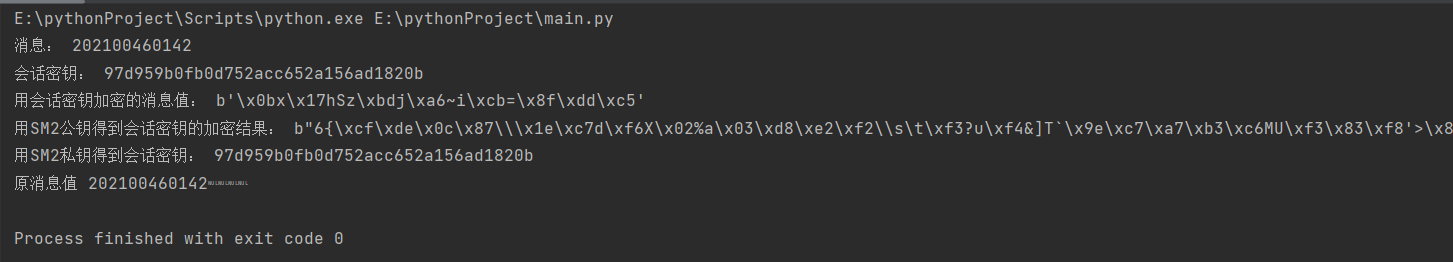 E:\pythonProject\Scripts\python.exe E:\pythonProject\main.py
消息： 202100460142
会话密钥： 97d959b0fb0d752acc652a156ad1820b
用会话密钥加密的消息值： b'\x0bx\x17hSz\xbdj\xa6~i\xcb=\x8f\xdd\xc5'
用SM2公钥得到会话密钥的加密结果： b"6{\xcf\xde\x0c\x87\\\x1e\xc7d\xf6X\x02%a\x03\xd8\xe2\xf2\\s\t\xf3?u\xf4&]T`\x9e\xc7\xa7\xb3\xc6MU\xf3\x83\xf8'>\x8
用SM2私钥得到会话密钥： 97d959b0fb0d752acc652a156ad1820b
原消息值 202100460142NULNULNULNUL
Process finished with exit code 0